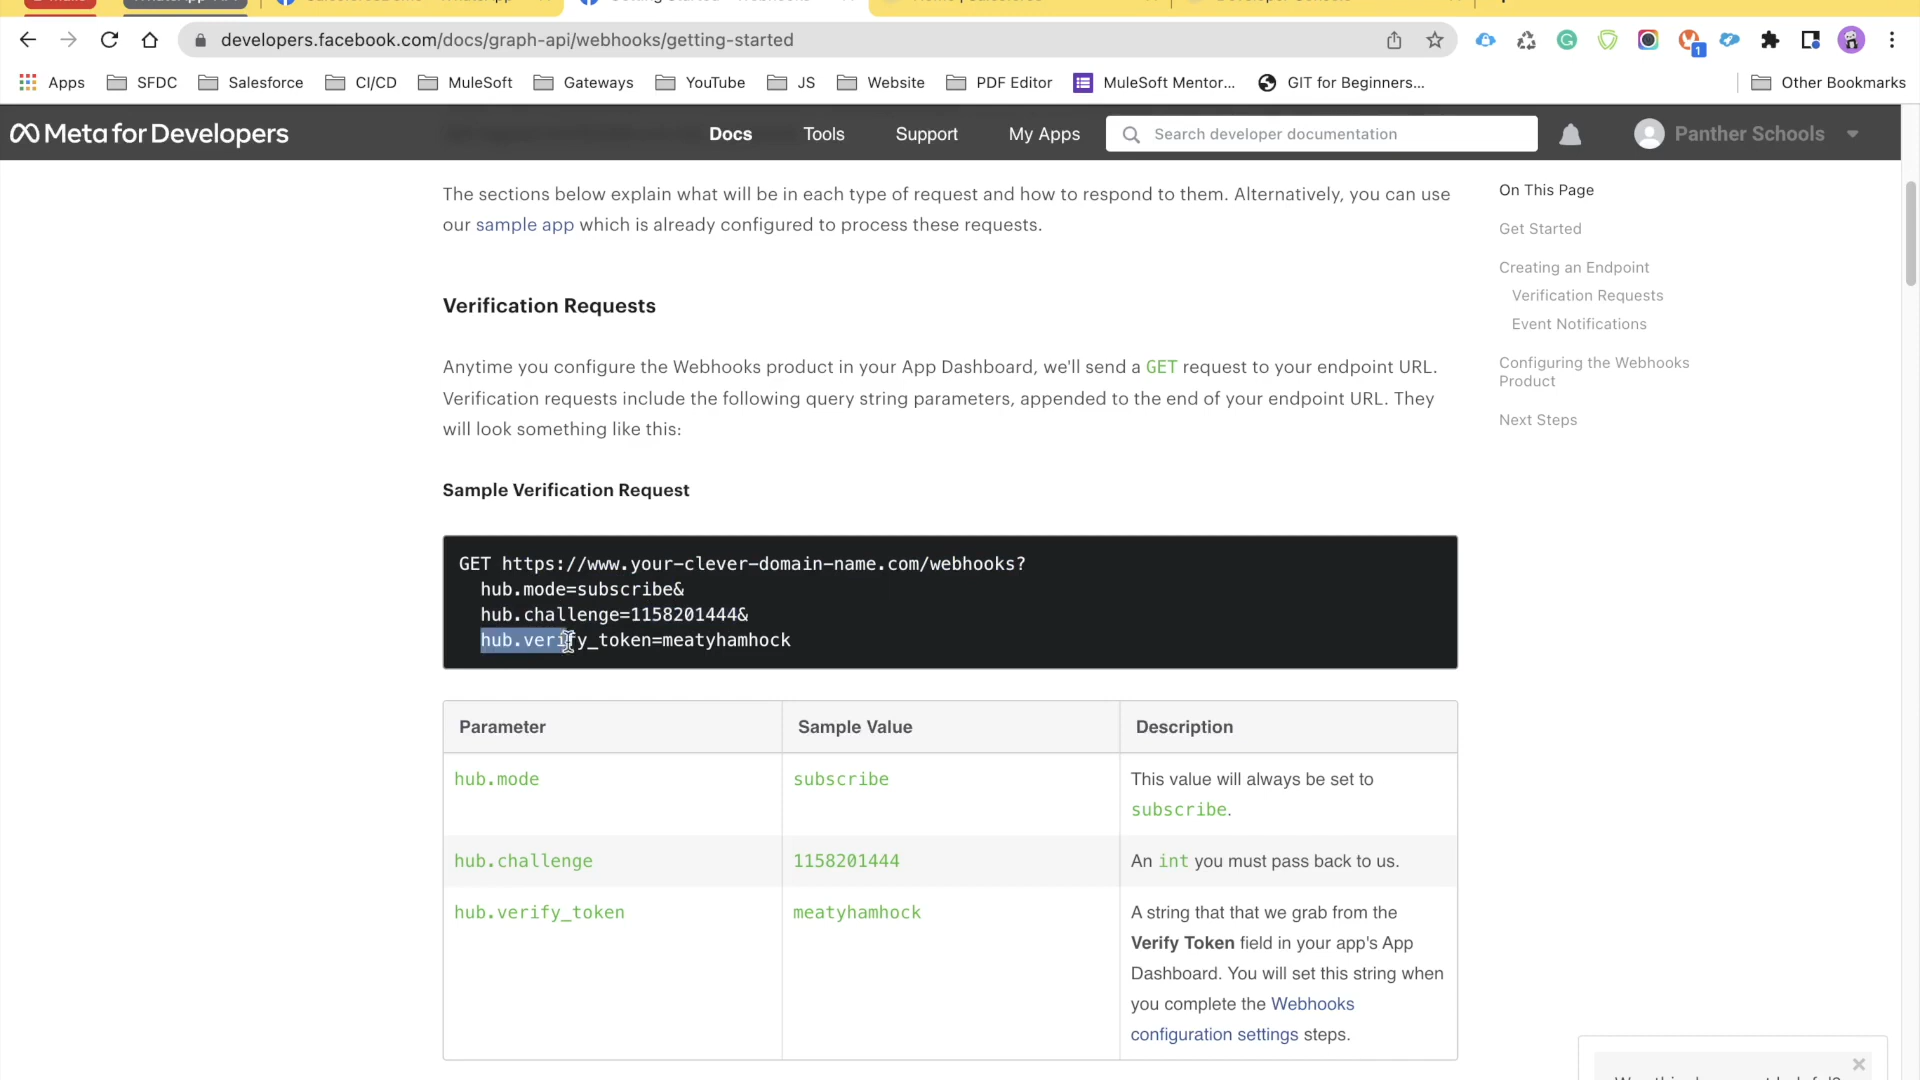 developers.facebook.com/docs/graph-api/webhooks/getting-started
1
Apps SFDC Salesforce CI/CD MuleSoft Gateways YouTube JS Website PDF Editor MuleSoft Mentor... GIT for Beginners... Other Bookmarks
Meta for Developers Docs Tools Support My Apps Search developer documentation Panther Schools
The sections below explain what will be in each type of request and how to respond to them. Alternatively, you can use
our sample app which is already configured to process these requests.
On This Page
Get Started
Creating an Endpoint
Verification Requests
Event Notifications
Configuring the Webhooks
Product
Next Steps
Verification Requests
Anytime you configure the Webhooks product in your App Dashboard, we'll send a GET request to your endpoint URL.
Verification requests include the following query string parameters, appended to the end of your endpoint URL. They
will look something like this:
Sample Verification Request
GET https://www.your-clever-domain-name.com/webhooks?
hub.mode=subscribe&
hub.challenge=1158201444&
hub.verify_token=meatyhamhock
Parameter Sample Value Description
hub.mode subscribe This value will always be set to
subscribe.
hub.challenge 1158201444 An int you must pass back to us.
hub.verify_token meatyhamhock A string that that we grab from the
Verify Token field in your app's App
Dashboard. You will set this string when
you complete the Webhooks
configuration settings steps.